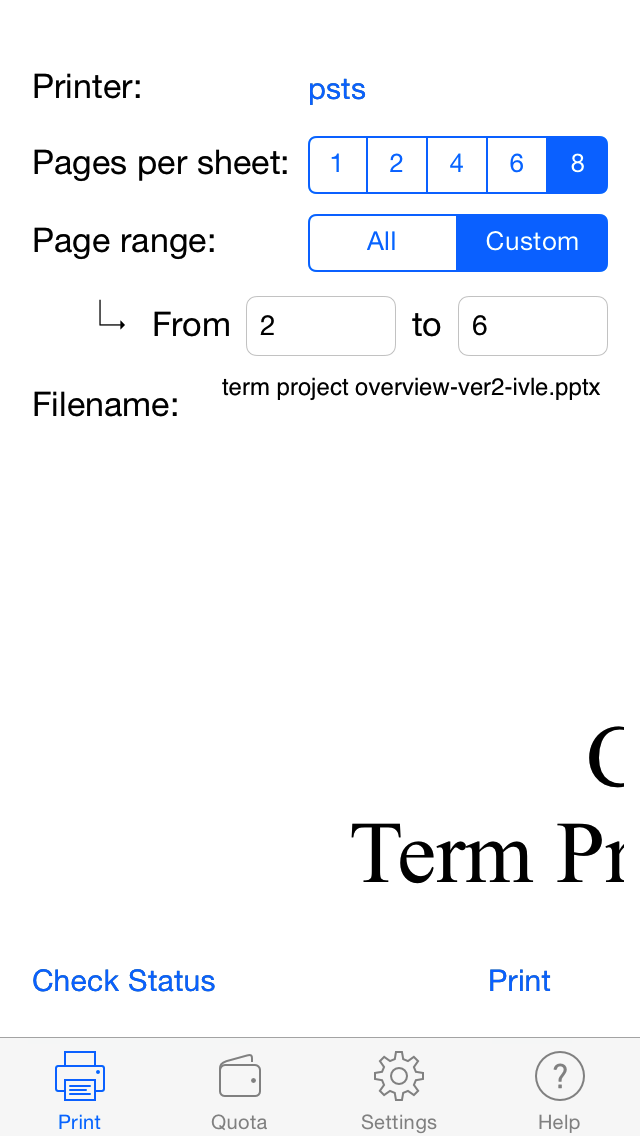 Printer: psts
Pages per sheet: 1 2 4 6 8
Page range: All Custom
From 2 to 6
Filename: term project overview-ver2-ivle.pptx
Term
Check Status Print
Print Quota Settings Help